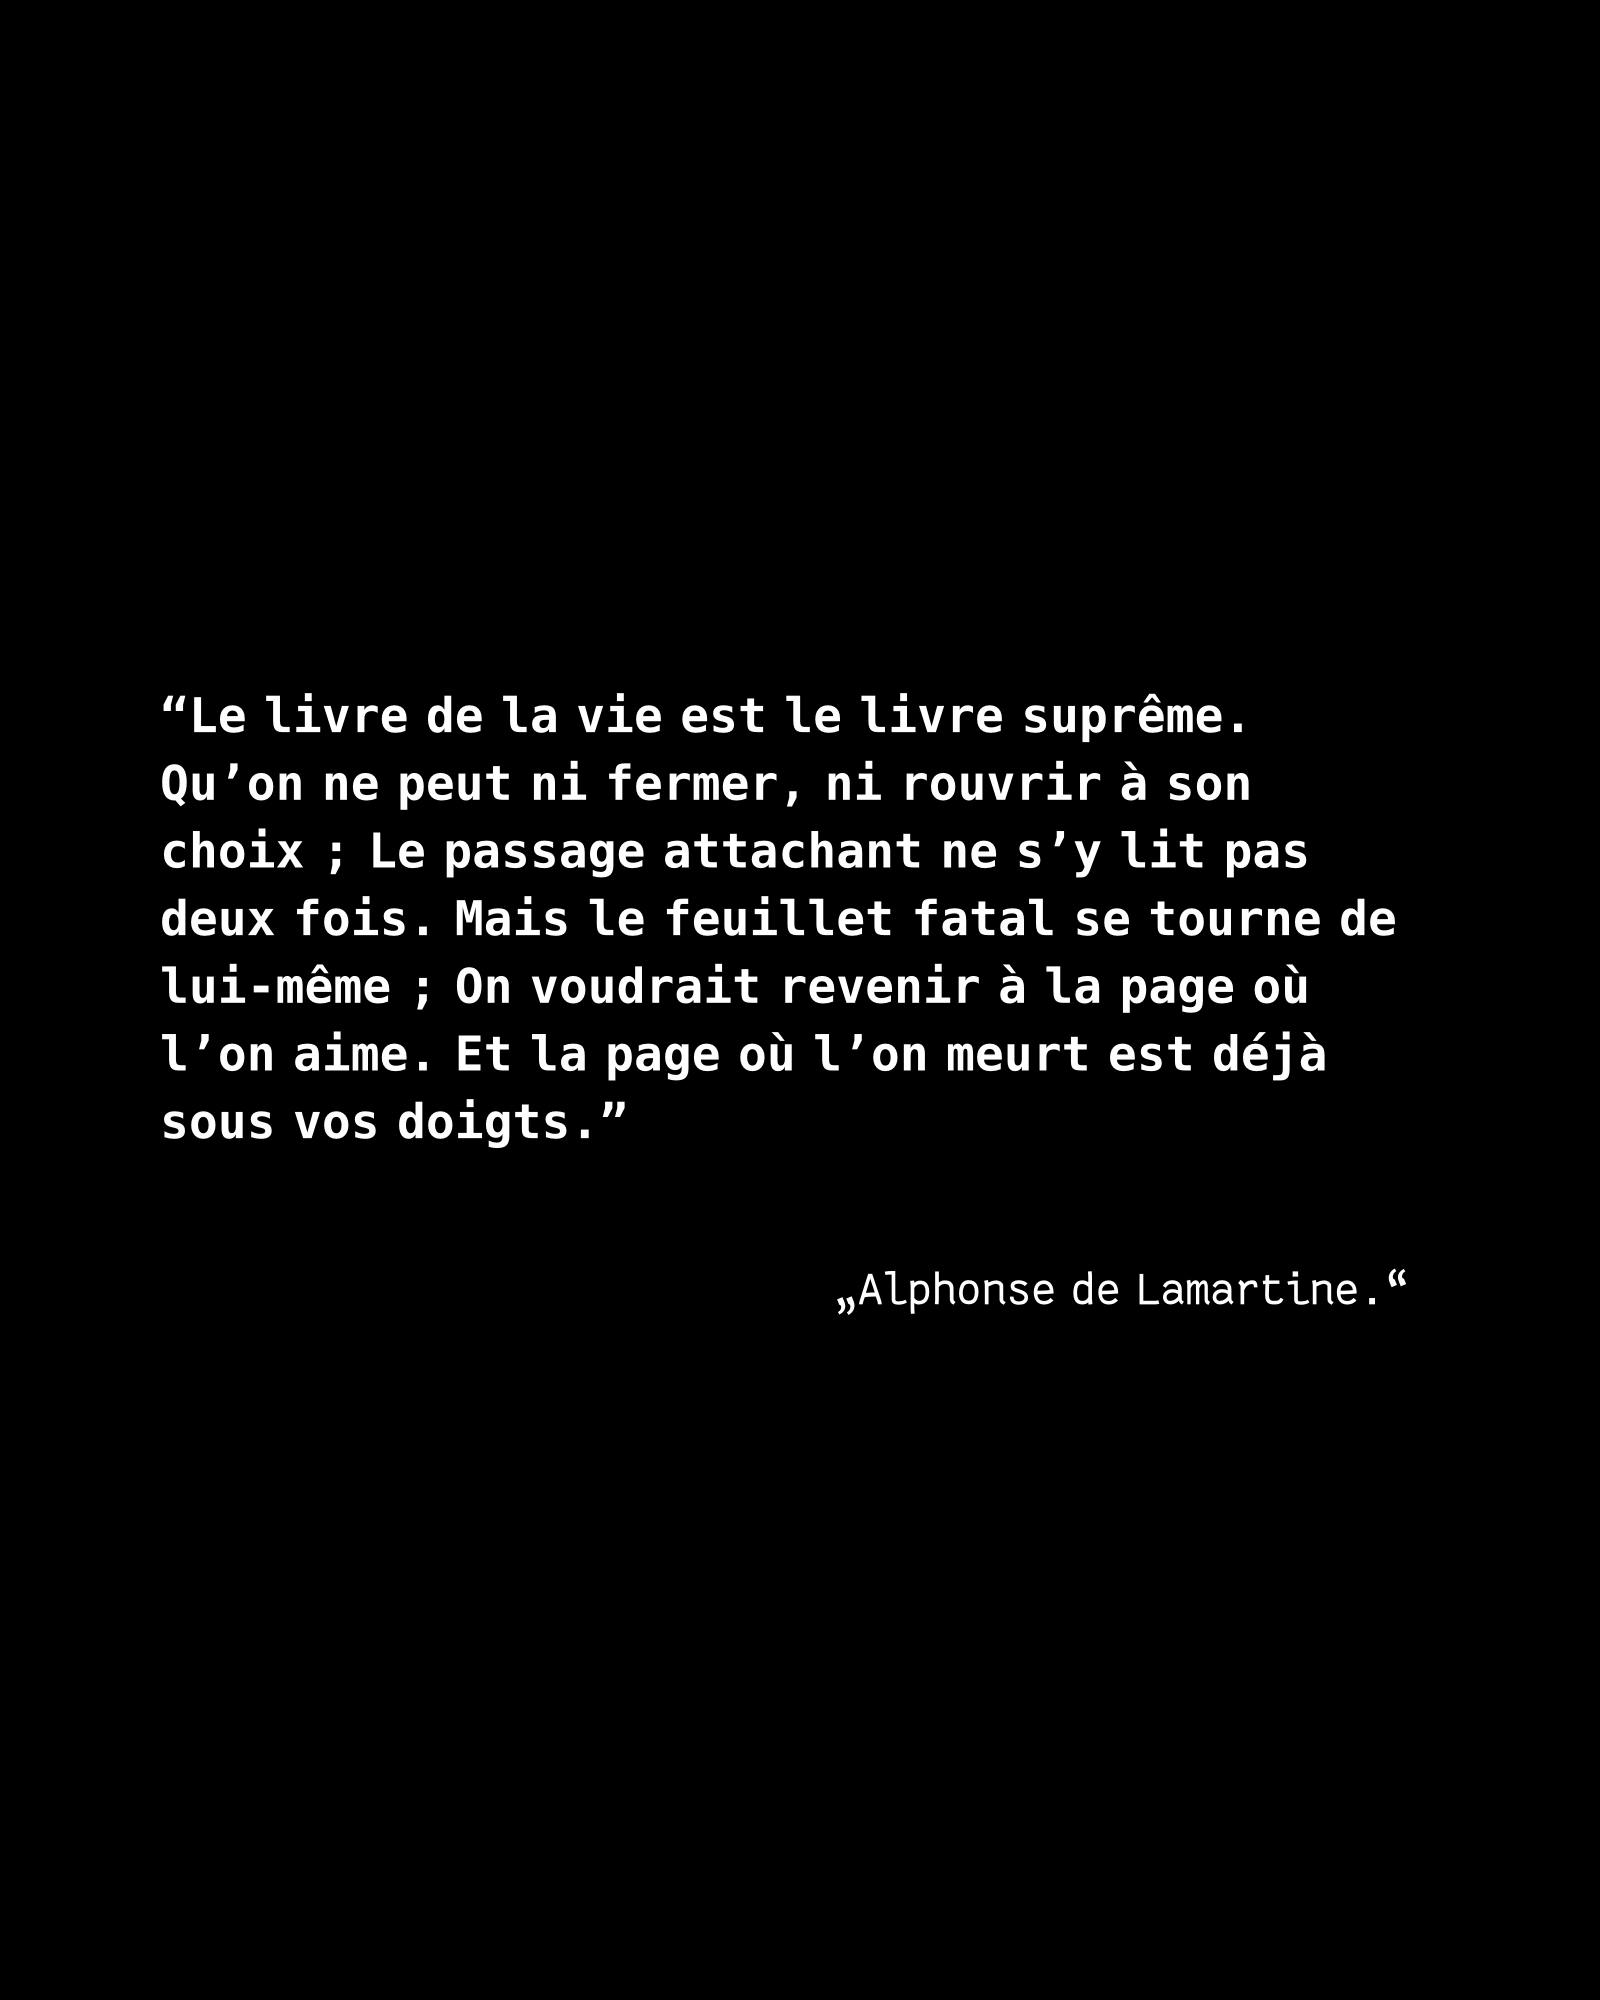 “Le livre de la vie est le livre suprême.
Qu’on ne peut ni fermer, ni rouvrir à son
choix ; Le passage attachant ne s’y lit pas
deux fois. Mais le feuillet fatal se tourne de
lui-même ; On voudrait revenir à la page où
l’on aime. Et la page où l’on meurt est déjà
sous vos doigts.”
„Alphonse de Lamartine.“